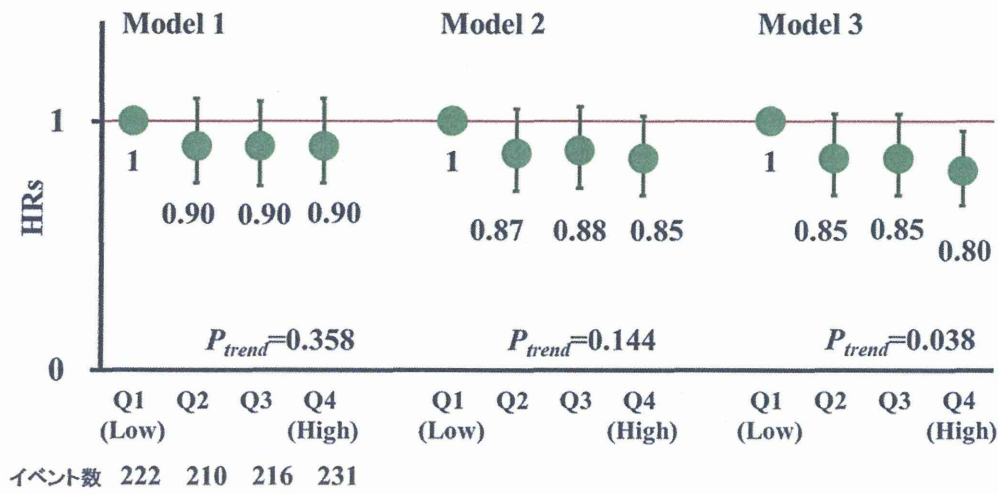 Model 1 Model 2 Model 3
1
1 1 1
HRs
0.90 0.90 0.90 0.87 0.88 0.85 0.85 0.85 0.80
Ptrend=0.358 Ptrend=0.144 Ptrend=0.038
0
Q1 Q2 Q3 Q4 Q1 Q2 Q3 Q4 Q1 Q2 Q3 Q4
(Low) (High) (Low) (High) (Low) (High)
イベント数 222 210 216 231